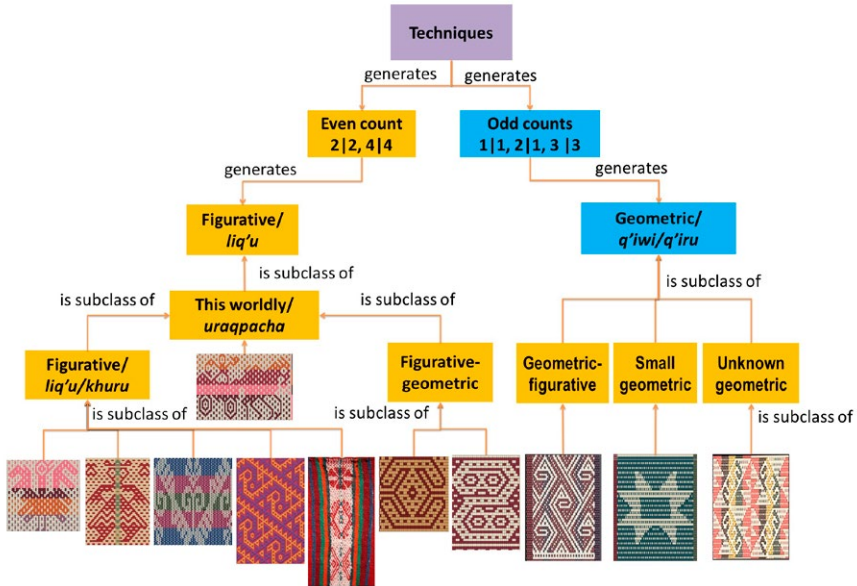 Techniques
generates
generates
Even count
2|2, 4|4
Odd counts
1|1, 2|1, 3 |3
generates
generates
Figurative/
liq'u
Geometric/
q'iwi/q'iru
is subclass of
is subclass of
is subclass of
This worldly/
uraqpacha
is subclass of
Figurative/
liq'u/khuru
Figurative-
geometric
Geometric-
figurative
Small
geometric
Unknown
geometric
is subclass of
is subclass of
is subclass of